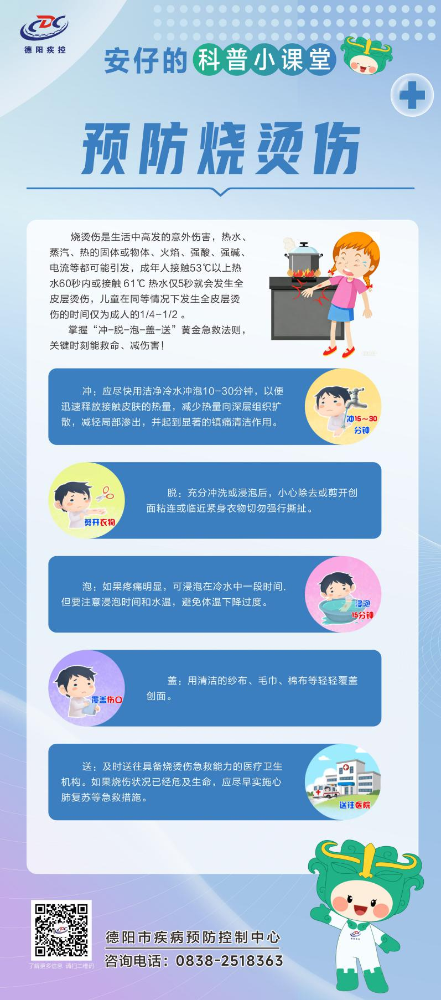 CDC
德阳疾控
安仔的科普小课堂
预防烧烫伤
烧烫伤是生活中高发的意外伤害，热水、
蒸汽、热的固体或物体、火焰、强酸、强碱、
电流等都可能引发，成年人接触53℃以上热
水60秒内或接触 61℃ 热水仅5秒就会发生全
皮层烫伤，儿童在同等情况下发生全皮层烫
伤的时间仅为成人的1/4-1/2 。
掌握“冲-脱-泡-盖-送”黄金急救法则，
关键时刻能救命、减伤害！
冲：应尽快用洁净冷水冲泡10-30分钟，以便
迅速释放接触皮肤的热量，减少热量向深层组织扩
散，减轻局部渗出，并起到显著的镇痛清洁作用。
冲15～30
分钟
剪开衣物
脱：充分冲洗或浸泡后，小心除去或剪开创
面粘连或临近紧身衣物切勿强行撕扯。
泡：如果疼痛明显，可浸泡在冷水中一段时间.
但要注意浸泡时间和水温，避免体温下降过度。
浸泡
15分钟
覆盖伤口
盖：用清洁的纱布、毛巾、棉布等轻轻覆盖
创面。
送：及时送往具备烧烫伤急救能力的医疗卫生
机构。如果烧伤状况已经危及生命，应尽早实施心
肺复苏等急救措施。
送往医院
德阳市疾病预防控制中心
咨询电话：0838-2518363
了解更多信息 请扫二维码